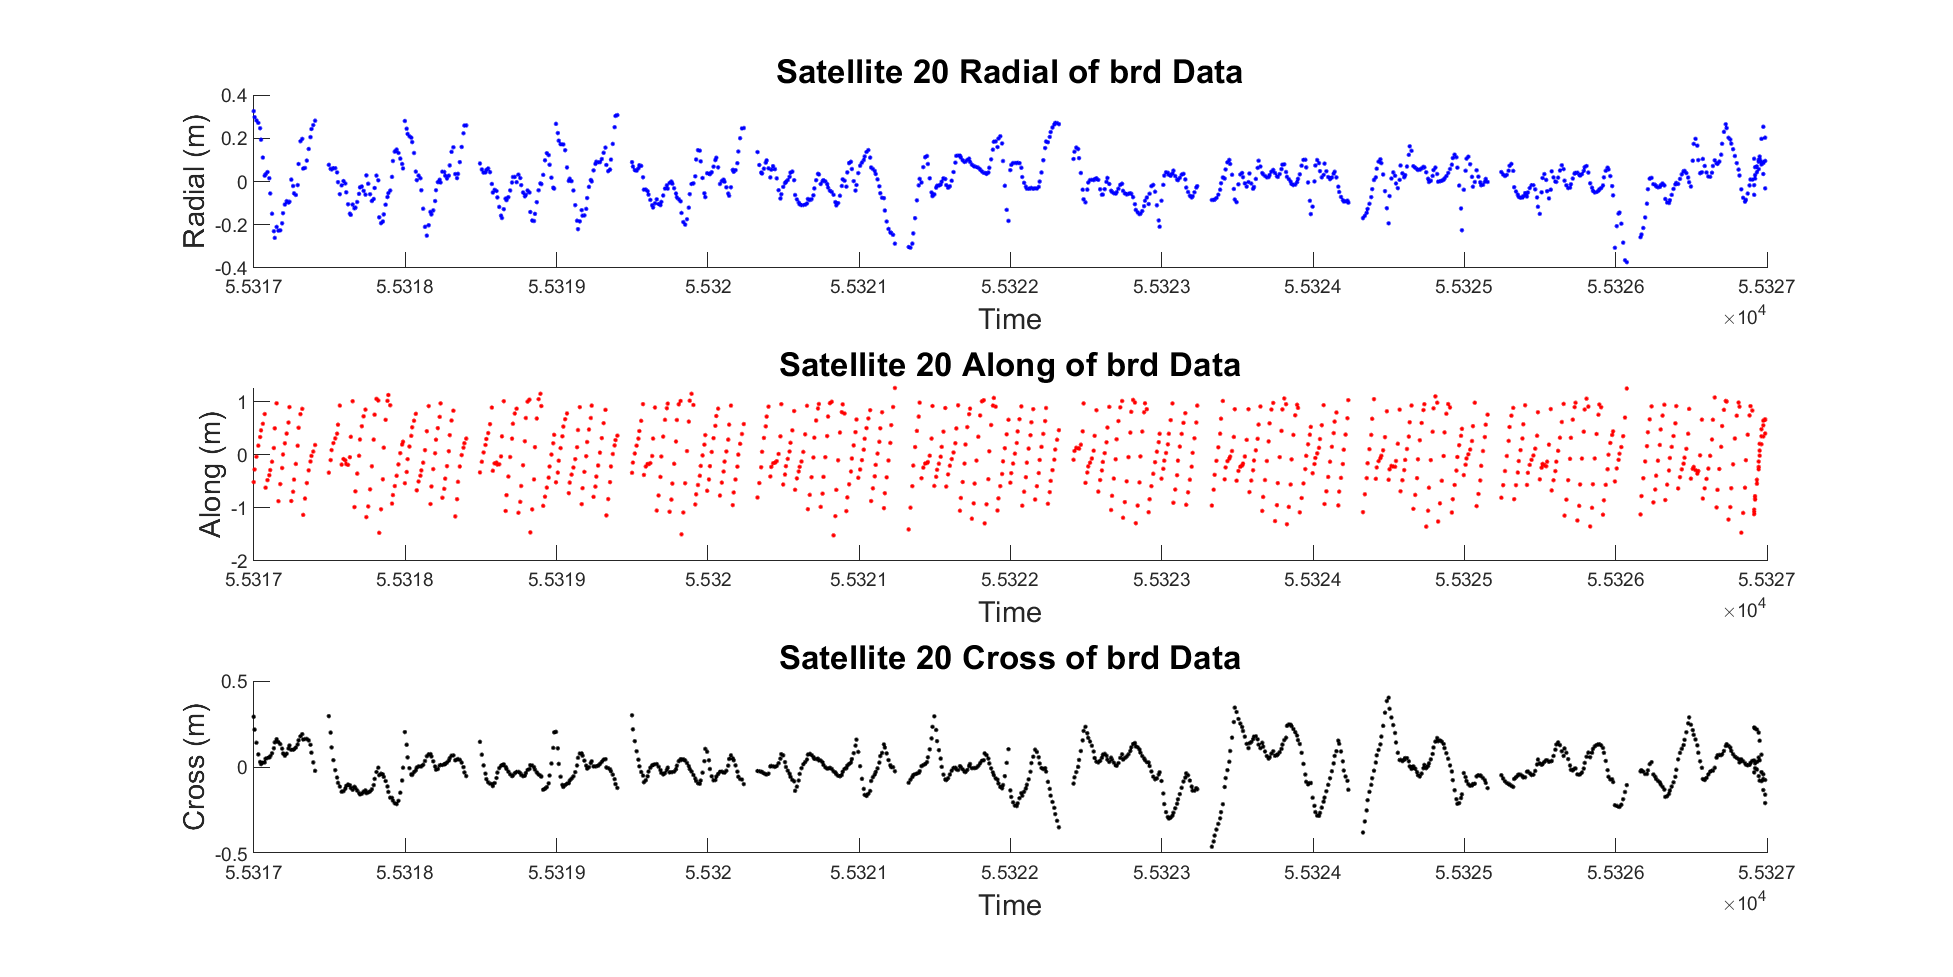 Satellite 20 Radial of brd Data
Radial (m)
0.4
0.2
0
-0.2
-0.4
5.5317 5.5318 5.5319 5.532 5.5321 5.5322 5.5323 5.5324 5.5325 5.5326 5.5327
Time
×10^4
Satellite 20 Along of brd Data
Along (m)
1
0
-1
-2
5.5317 5.5318 5.5319 5.532 5.5321 5.5322 5.5323 5.5324 5.5325 5.5326 5.5327
Time
×10^4
Satellite 20 Cross of brd Data
Cross (m)
0.5
0
-0.5
5.5317 5.5318 5.5319 5.532 5.5321 5.5322 5.5323 5.5324 5.5325 5.5326 5.5327
Time
×10^4